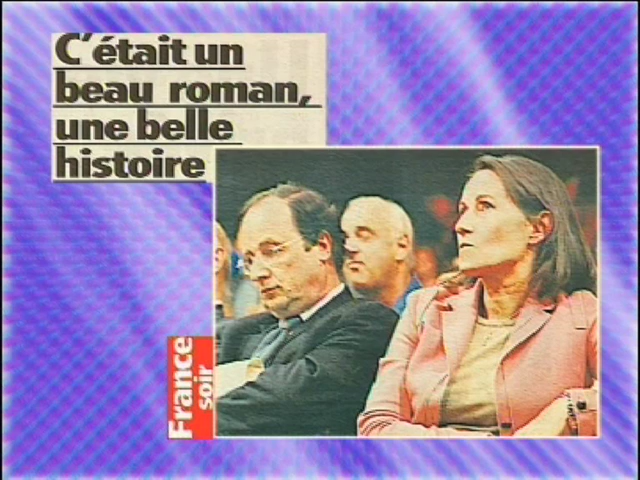 C'était un
beau roman,
une belle
histoire
France
soir